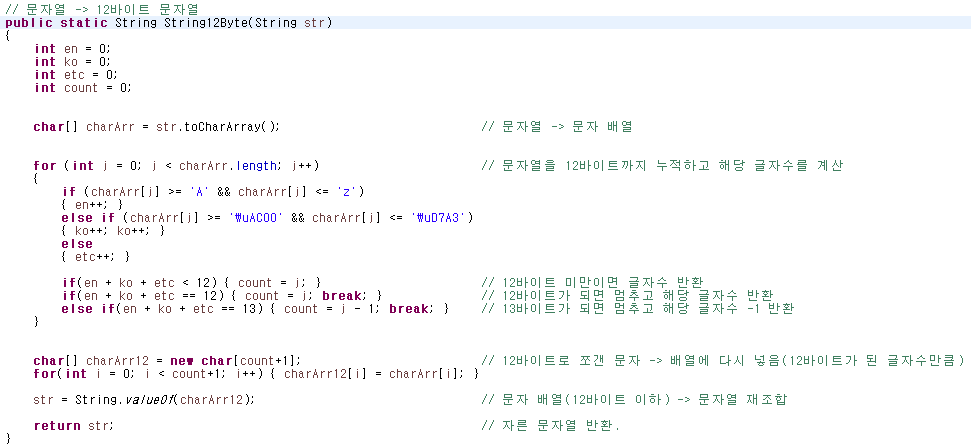 // 문자열 -> 12바이트 문자열
public static String String12Byte(String str)
{
int en = 0;
int ko = 0;
int etc = 0;
int count = 0;
char[] charArr = str.toCharArray(); // 문자열 -> 문자 배열
for (int j = 0; j < charArr.length; j++) // 문자열을 12바이트까지 누적하고 해당 글자수를 계산
{
if (charArr[j] >= 'A' && charArr[j] <= 'z')
{ en++; }
else if (charArr[j] >= '₩uAC00' && charArr[j] <= '₩uD7A3')
{ ko++; ko++; }
else
{ etc++; }
if(en + ko + etc < 12) { count = j; } // 12바이트 미만이면 글자수 반환
if(en + ko + etc == 12) { count = j; break; } // 12바이트가 되면 멈추고 해당 글자수 반환
else if(en + ko + etc == 13) { count = j - 1; break; } // 13바이트가 되면 멈추고 해당 글자수 -1 반환
}
char[] charArr12 = new char[count+1]; // 12바이트로 쪼갠 문자 -> 배열에 다시 넣음(12바이트가 된 글자수만큼)
for(int i = 0; i < count+1; i++) { charArr12[i] = charArr[i]; }
str = String.valueOf(charArr12); // 문자 배열(12바이트 이하) -> 문자열 재조합
return str; // 자른 문자열 반환.
}